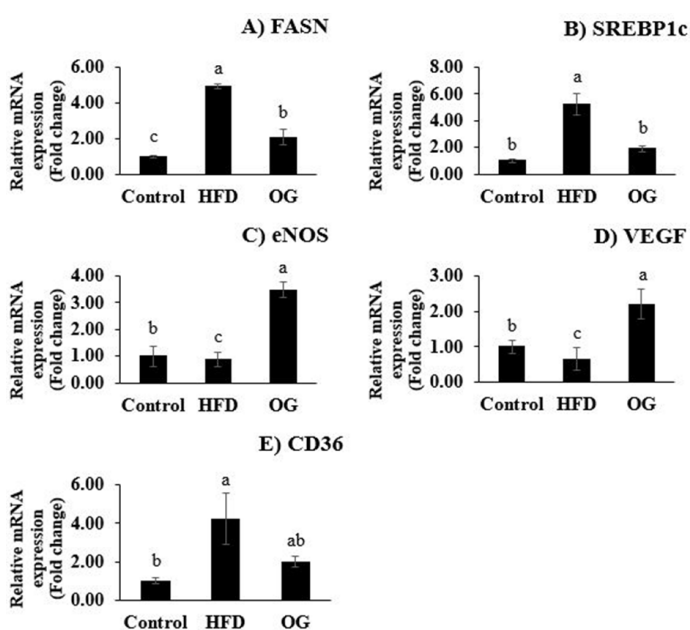 A) FASN
Relative mRNA
expression
(Fold change)
6.00
4.00
2.00
0.00
c
a
b
Control HFD OG
B) SREBP1c
Relative mRNA
expression
(Fold change)
8.00
6.00
4.00
2.00
0.00
b
a
b
Control HFD OG
C) eNOS
Relative mRNA
expression
(Fold change)
4.00
3.00
2.00
1.00
0.00
b
c
a
Control HFD OG
D) VEGF
Relative mRNA
expression
(Fold change)
3.00
2.00
1.00
0.00
b
c
a
Control HFD OG
E) CD36
Relative mRNA
expression
(Fold change)
6.00
4.00
2.00
0.00
b
a
ab
Control HFD OG